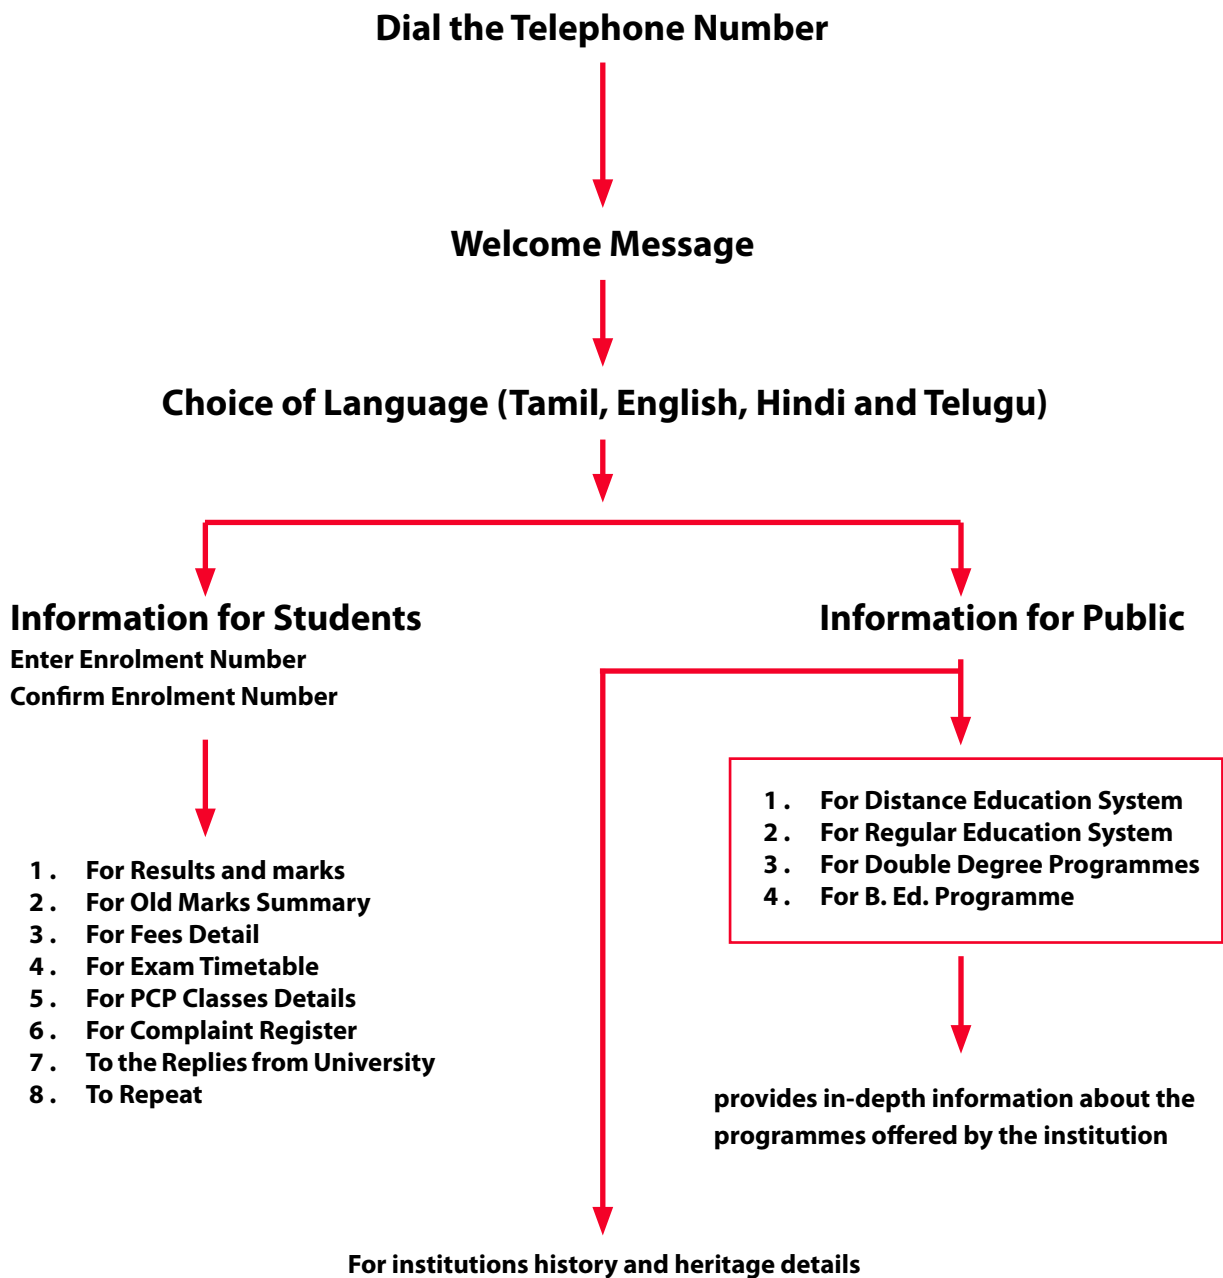 Dial the Telephone Number
Welcome Message
Choice of Language (Tamil, English, Hindi and Telugu)
Information for Students
Enter Enrolment Number
Confirm Enrolment Number
1 . For Results and marks
2 . For Old Marks Summary
3 . For Fees Detail
4 . For Exam Timetable
5 . For PCP Classes Details
6 . For Complaint Register
7 . To the Replies from University
8 . To Repeat
Information for Public
1 . For Distance Education System
2 . For Regular Education System
3 . For Double Degree Programmes
4 . For B. Ed. Programme
provides in-depth information about the
programmes offered by the institution
For institutions history and heritage details